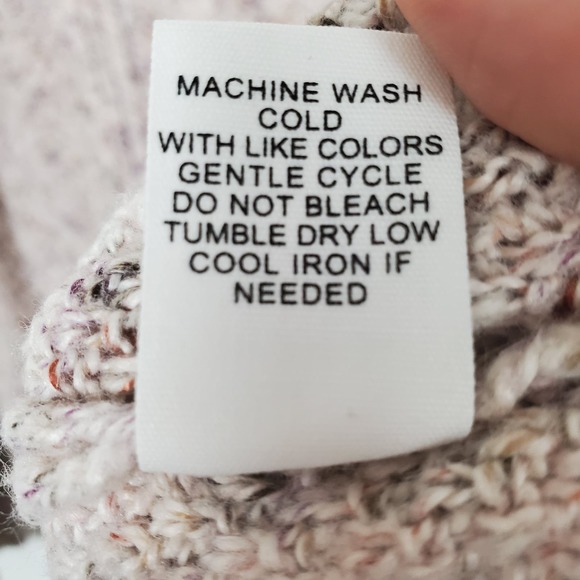 MACHINE WASH
COLD
WITH LIKE COLORS
GENTLE CYCLE
DO NOT BLEACH
TUMBLE DRY LOW
COOL IRON IF
NEEDED